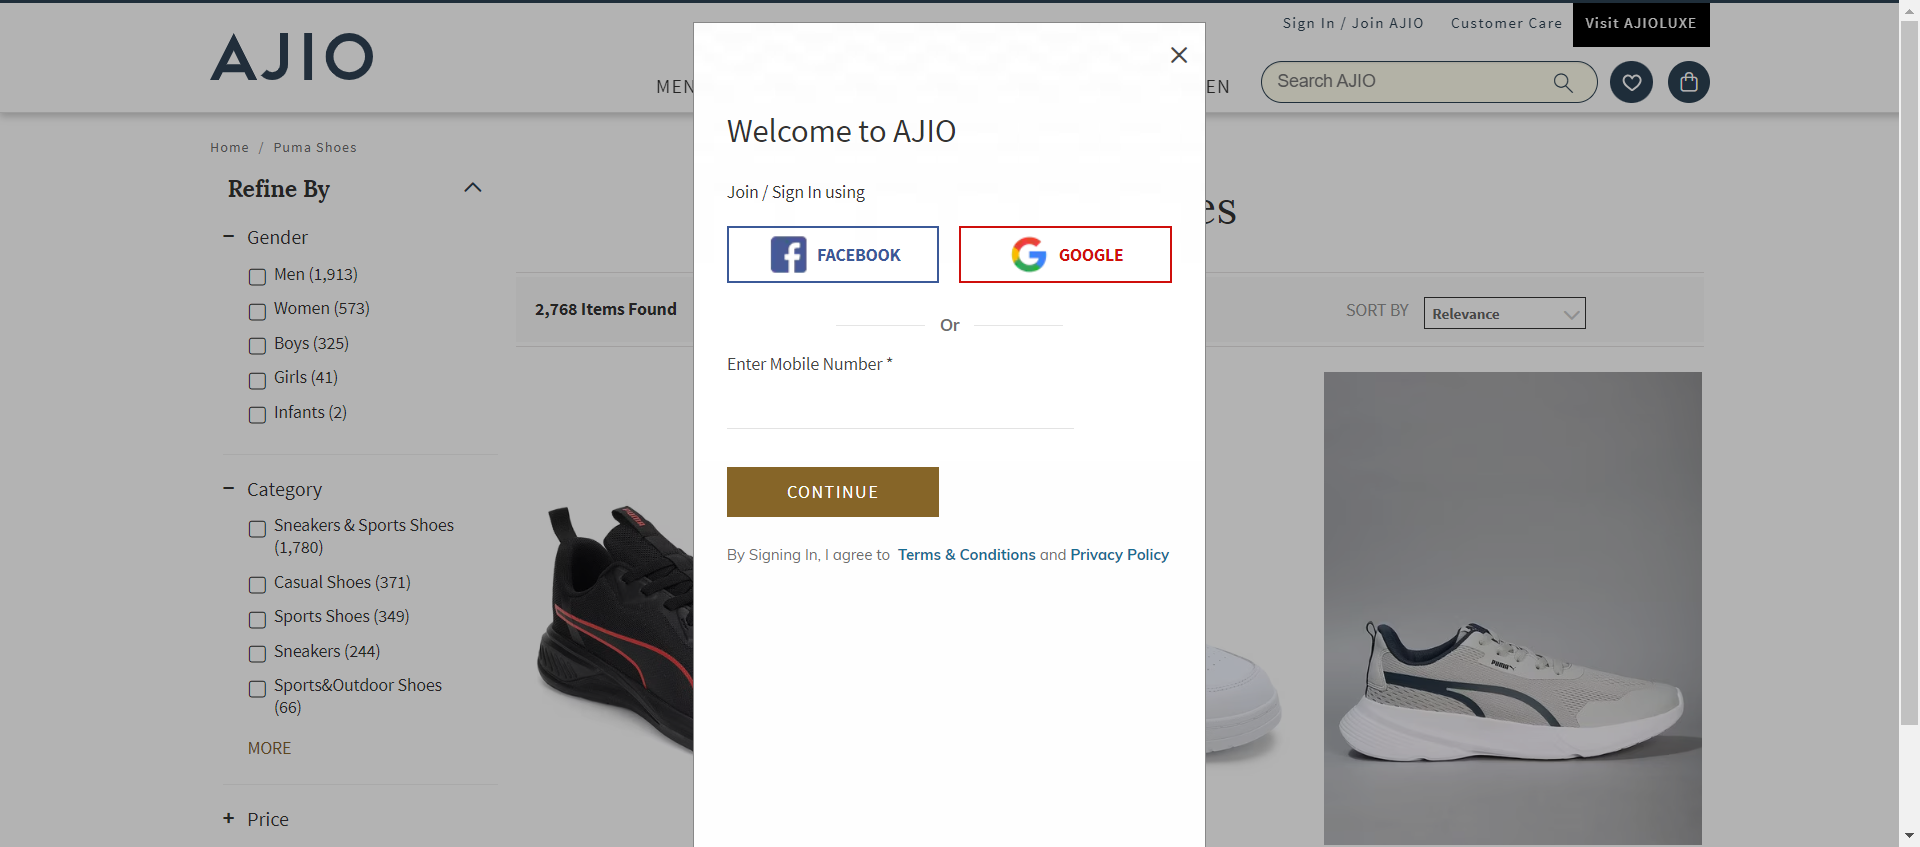 Sign In / Join AJIO Customer Care Visit AJIOLUXE
AJIO
MEN
EN
Search AJIO
Home / Puma Shoes
Refine By
Gender
Men (1,913)
Women (573)
Boys (325)
Girls (41)
Infants (2)
Category
Sneakers & Sports Shoes
(1,780)
Casual Shoes (371)
Sports Shoes (349)
Sneakers (244)
Sports&Outdoor Shoes
(66)
MORE
+ Price
es
2,768 Items Found
SORT BY Relevance
Welcome to AJIO
Join / Sign In using
FACEBOOK GOOGLE
Or
Enter Mobile Number *
CONTINUE
By Signing In, I agree to Terms & Conditions and Privacy Policy
PUMA
PUMA